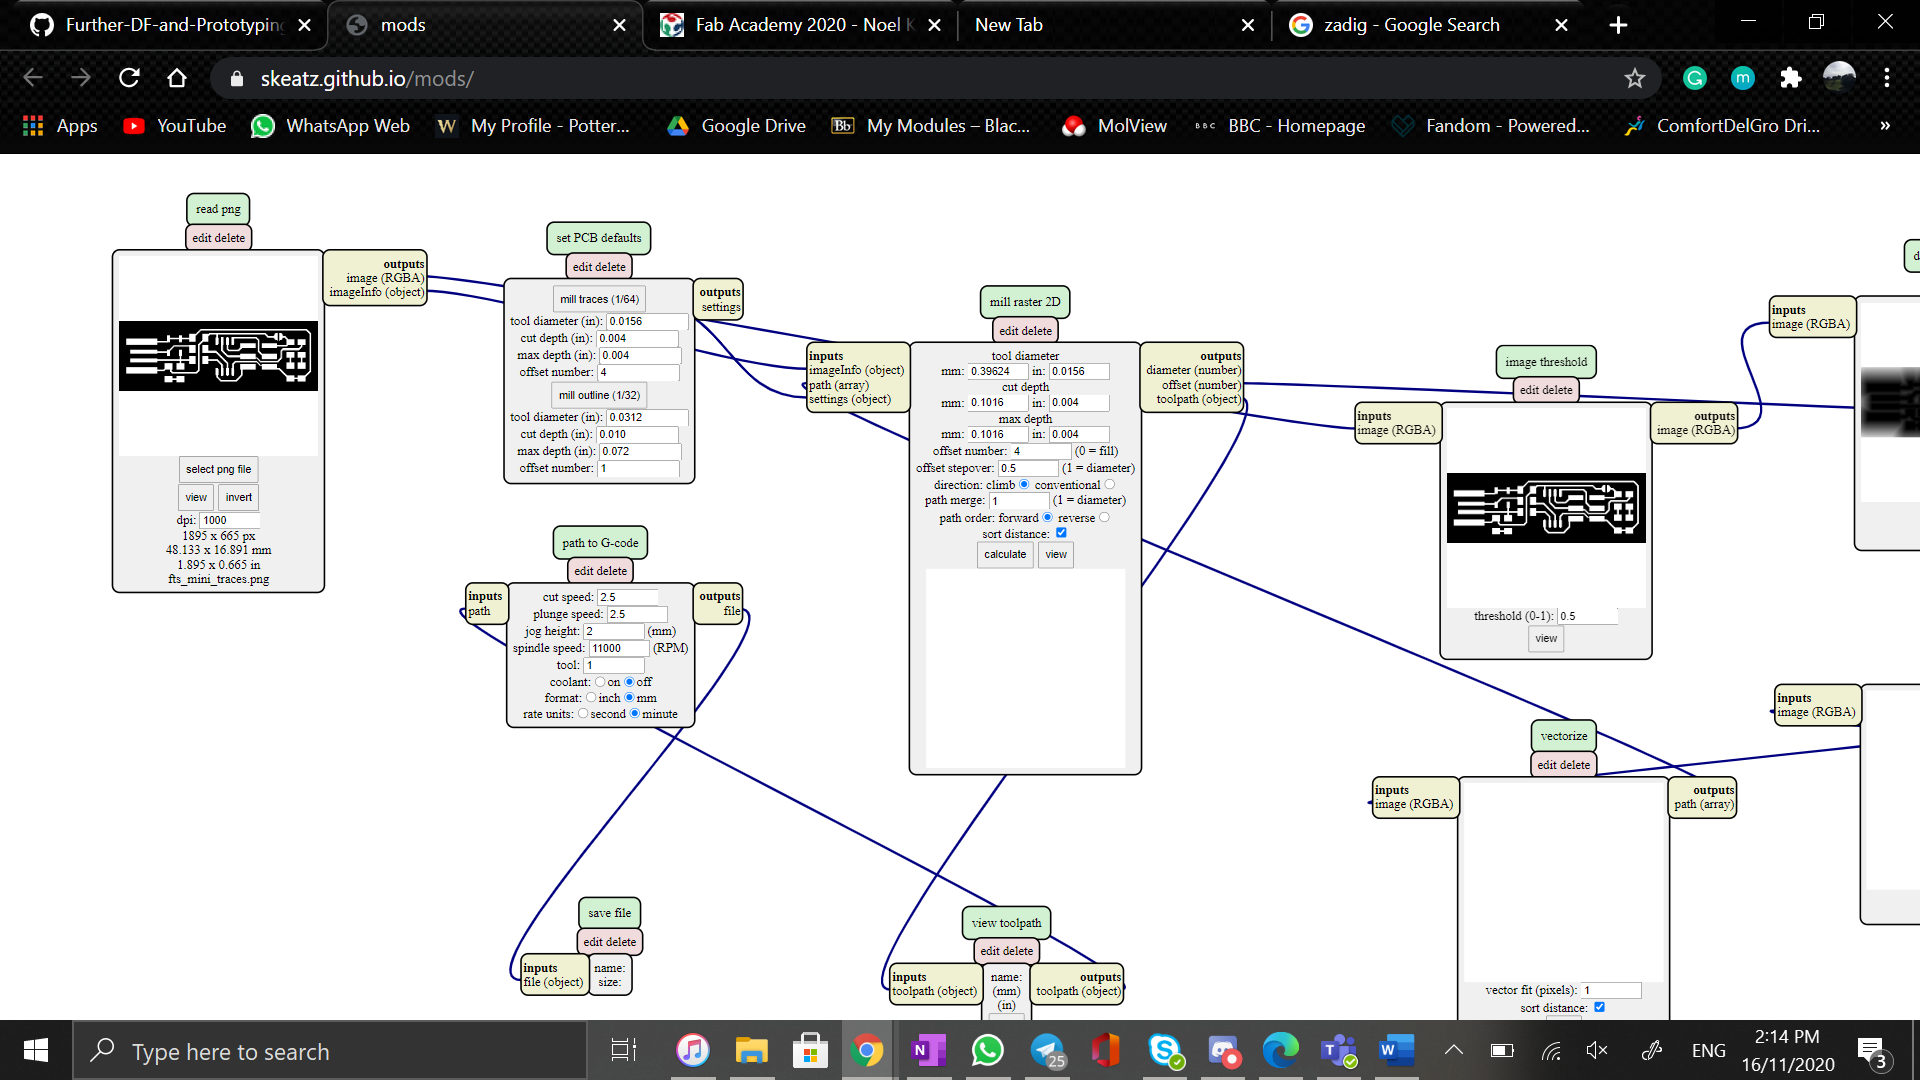 Further-DF-and-Prototyping
mods
Fab Academy 2020 - Noel K
New Tab
zadig - Google Search
skeatz.github.io/mods/
Apps
YouTube
WhatsApp Web
My Profile - Potter...
Google Drive
Bb
My Modules – Blac...
MolView
BBC
BBC - Homepage
Fandom - Powered...
ComfortDelGro Dri...
»
read png
edit delete
outputs
image (RGBA)
imageInfo (object)
select png file
view invert
dpi: 1000
1895 x 665 px
48.133 x 16.891 mm
1.895 x 0.665 in
fts_mini_traces.png
set PCB defaults
edit delete
mill traces (1/64)
tool diameter (in): 0.0156
cut depth (in): 0.004
max depth (in): 0.004
offset number: 4
mill outline (1/32)
tool diameter (in): 0.0312
cut depth (in): 0.010
max depth (in): 0.072
offset number: 1
outputs
settings
path to G-code
edit delete
inputs
path
cut speed: 2.5
plunge speed: 2.5
jog height: 2 (mm)
spindle speed: 11000 (RPM)
tool: 1
coolant: on off
format: inch mm
rate units: second minute
outputs
file
save file
edit delete
inputs
file (object)
name:
size:
mill raster 2D
edit delete
inputs
imageInfo (object)
path (array)
settings (object)
tool diameter
mm: 0.39624 in: 0.0156
cut depth
mm: 0.1016 in: 0.004
max depth
mm: 0.1016 in: 0.004
offset number: 4 (0 = fill)
offset stepover: 0.5 (1 = diameter)
direction: climb conventional
path merge: 1 (1 = diameter)
path order: forward reverse
sort distance:
calculate view
outputs
diameter (number)
offset (number)
toolpath (object)
view toolpath
edit delete
inputs
toolpath (object)
name:
(mm)
(in)
outputs
toolpath (object)
image threshold
edit delete
inputs
image (RGBA)
threshold (0-1): 0.5
view
outputs
image (RGBA)
inputs
image (RGBA)
d
inputs
image (RGBA)
vectorize
edit delete
inputs
image (RGBA)
vector fit (pixels): 1
sort distance:
outputs
path (array)
Type here to search
25
ENG
2:14 PM
16/11/2020
3